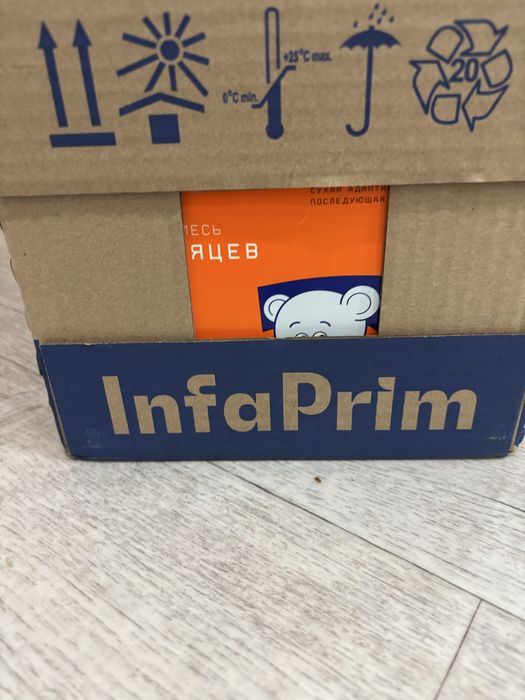 +25°C max.
0°C min.
20
СУХАЯ АДАПТИ
ПОСЛЕДУЮЩАЯ
МЕСЬ
ЯЦЕВ
InfaPrim